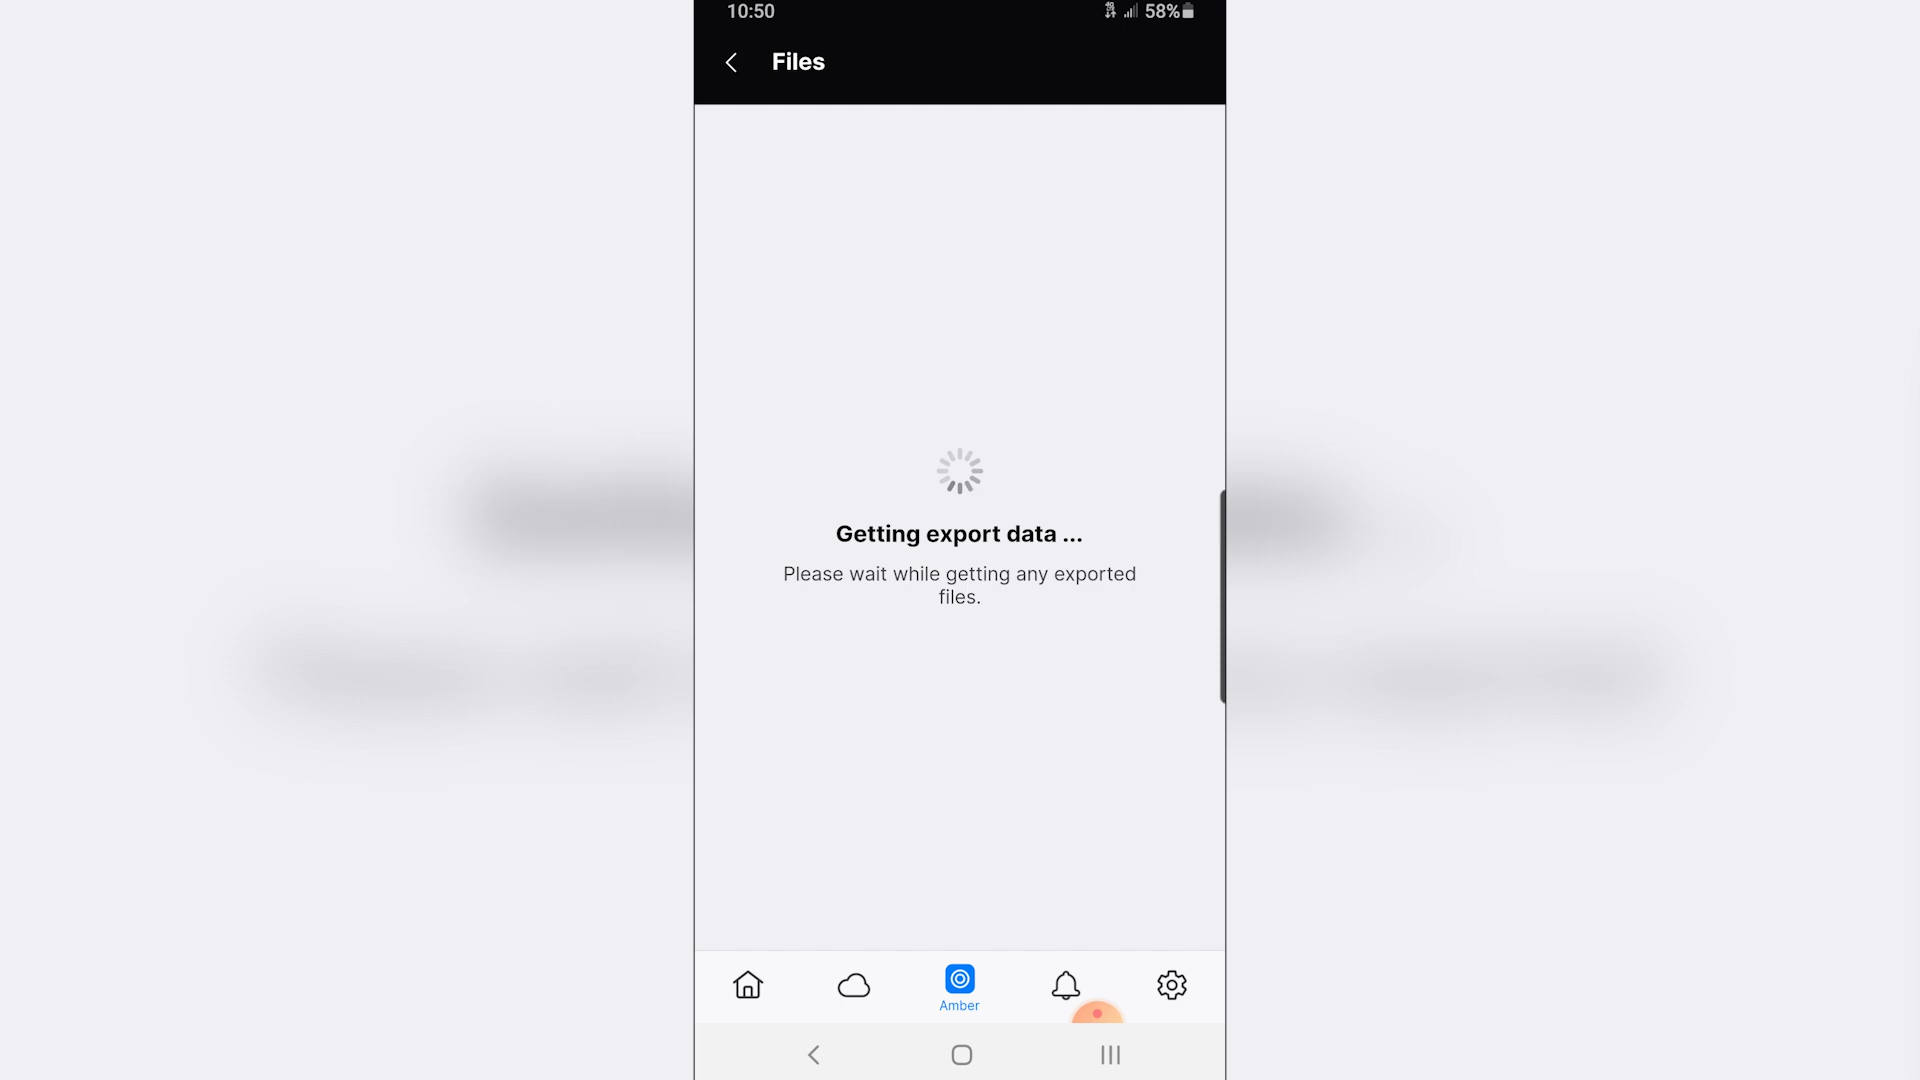 10:50
58%
Files
Getting export data ...
Please wait while getting any exported
files.
Amber